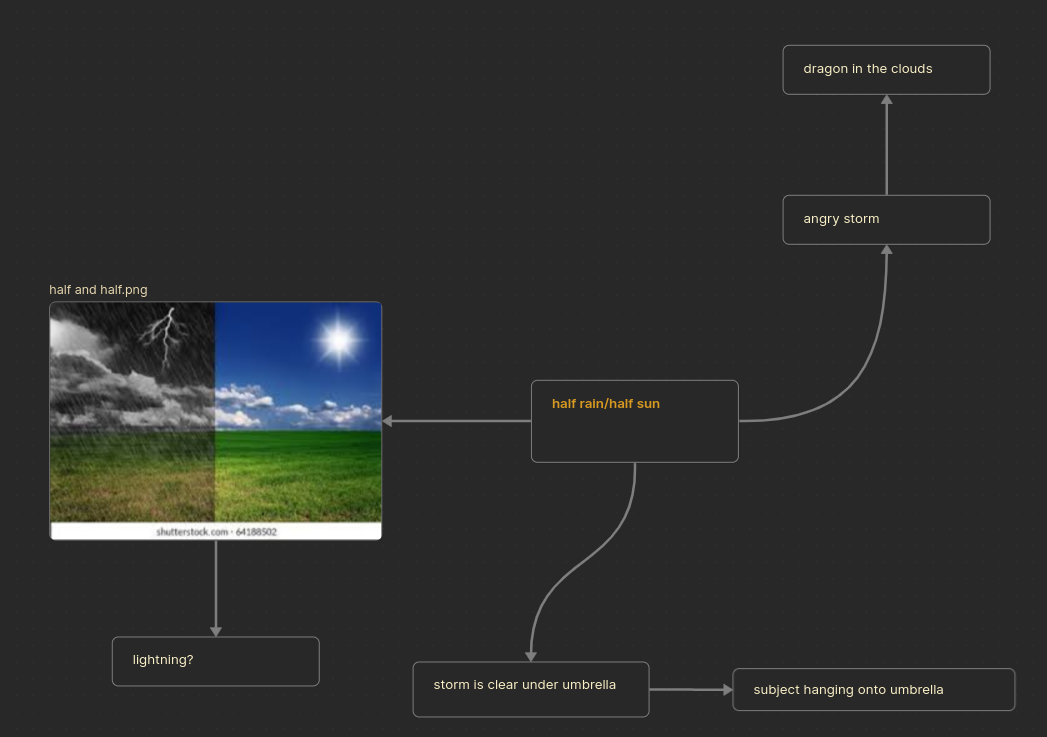 dragon in the clouds
angry storm
half and half.png
half rain/half sun
shutterstock.com · 64188502
lightning?
storm is clear under umbrella
subject hanging onto umbrella